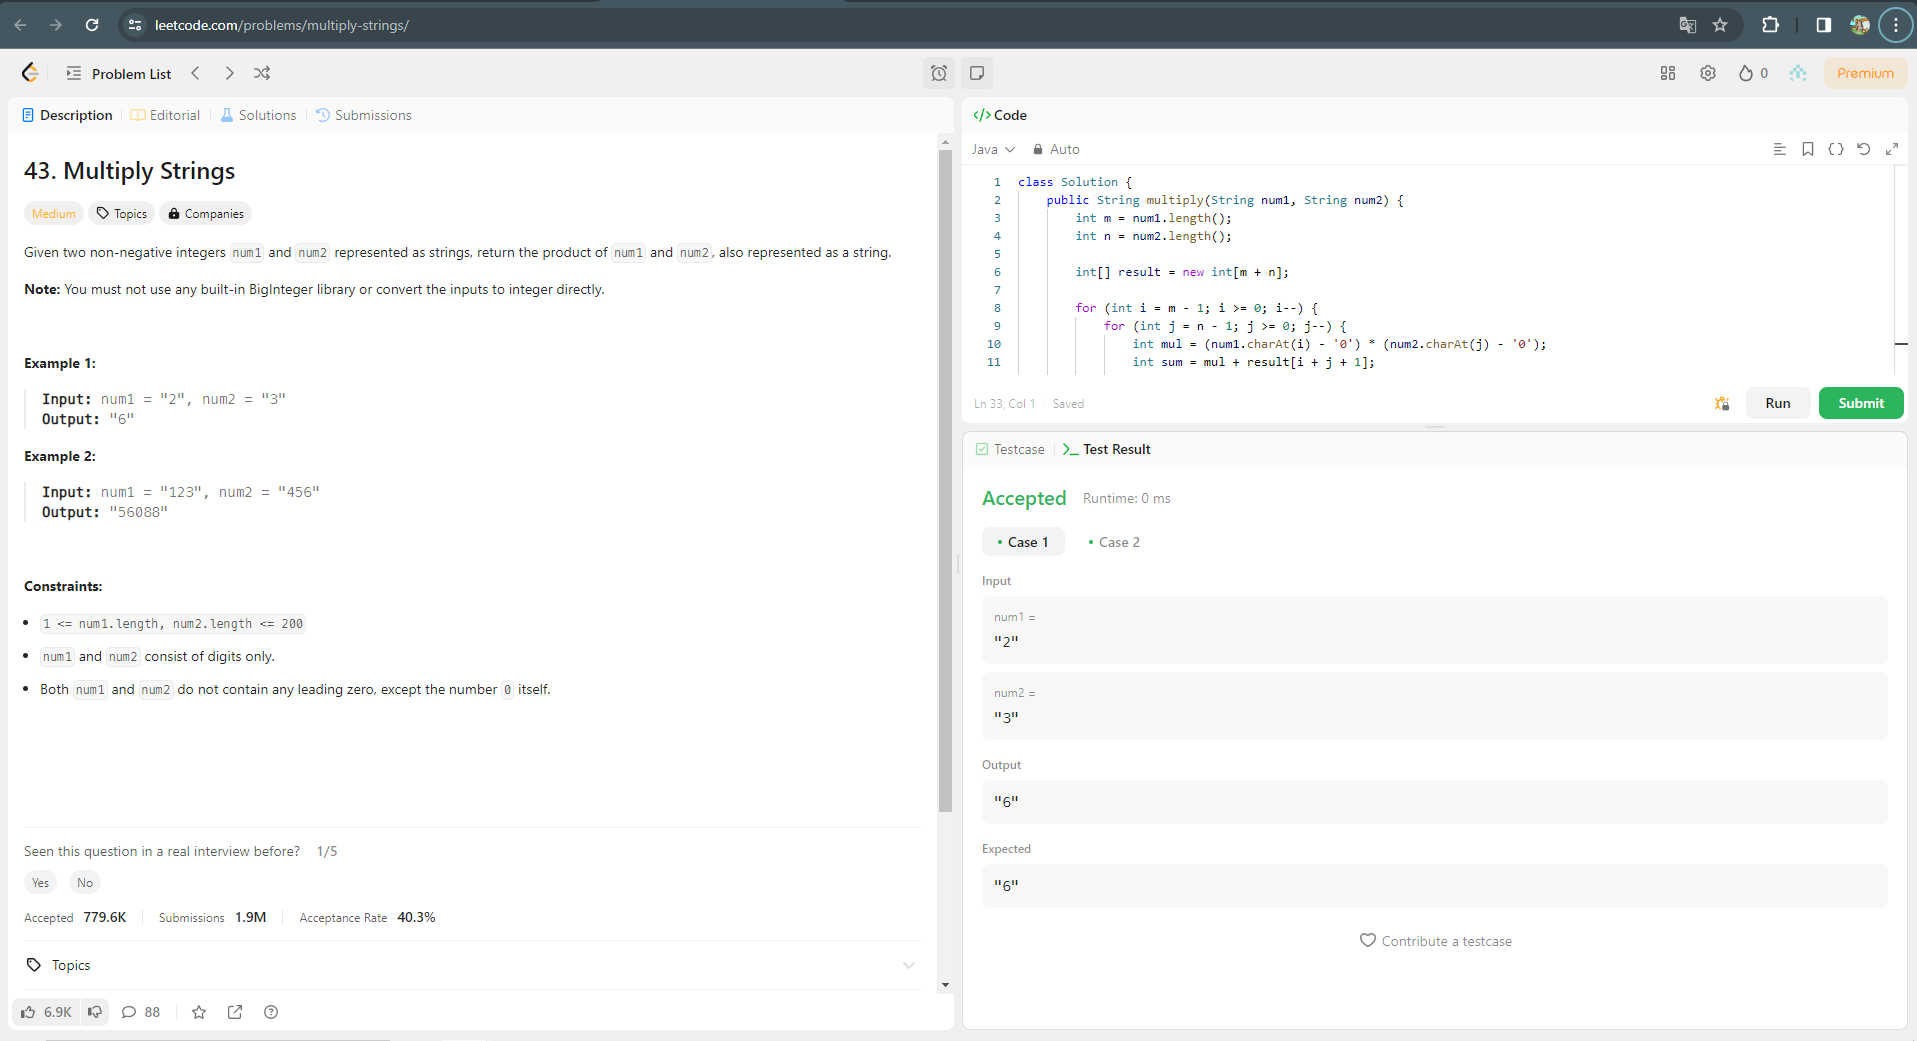 leetcode.com/problems/multiply-strings/
Problem List
0
Premium
Description
Editorial
Solutions
Submissions
43. Multiply Strings
Medium
Topics
Companies
Given two non-negative integers num1 and num2 represented as strings, return the product of num1 and num2, also represented as a string.
Note: You must not use any built-in BigInteger library or convert the inputs to integer directly.
Example 1:
Input: num1 = "2", num2 = "3"
Output: "6"
Example 2:
Input: num1 = "123", num2 = "456"
Output: "56088"
Constraints:
• 1 <= num1.length, num2.length <= 200
• num1 and num2 consist of digits only.
• Both num1 and num2 do not contain any leading zero, except the number 0 itself.
Seen this question in a real interview before? 1/5
Yes No
Accepted 779.6K Submissions 1.9M Acceptance Rate 40.3%
Topics
6.9K 88
</> Code
Java Auto
1 class Solution {
2 public String multiply(String num1, String num2) {
3 int m = num1.length();
4 int n = num2.length();
5
6 int[] result = new int[m + n];
7
8 for (int i = m - 1; i >= 0; i--) {
9 for (int j = n - 1; j >= 0; j--) {
10 int mul = (num1.charAt(i) - '0') * (num2.charAt(j) - '0');
11 int sum = mul + result[i + j + 1];
Ln 33, Col 1 Saved
Run
Submit
Testcase
>_ Test Result
Accepted Runtime: 0 ms
• Case 1 • Case 2
Input
num1 =
"2"
num2 =
"3"
Output
"6"
Expected
"6"
Contribute a testcase